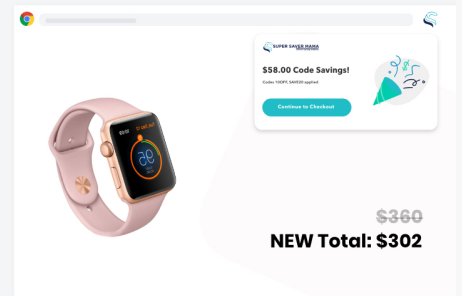 SUPER SAVER MAMA
$58.00 Code Savings!
Codes 10OFF, SAVE20 applied
Continue to Checkout
$360
NEW Total: $302